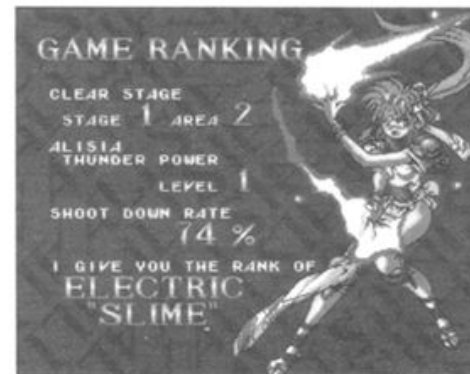 GAME RANKING
CLEAR STAGE
STAGE 1 AREA 2
ALISIA
THUNDER POWER
LEVEL 1
SHOOT DOWN RATE
74 %
I GIVE YOU THE RANK OF
ELECTRIC
"SLIME"